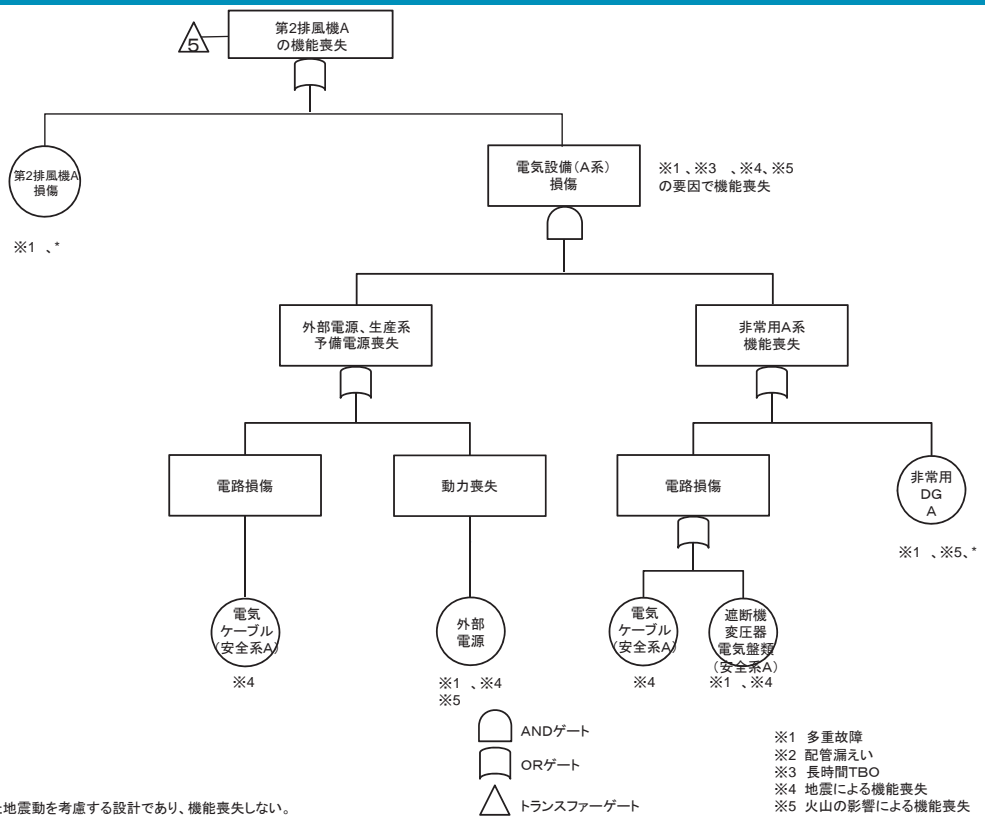 第2排風機A
の機能喪失
5
第2排風機A
損傷
※1 、*
電気設備(A系)
損傷
※1 、※3 、※4、※5
の要因で機能喪失
外部電源、生産系
予備電源喪失
非常用A系
機能喪失
電路損傷
動力喪失
電路損傷
非常用
DG
A
※1 、※5、*
電気
ケーブル
(安全系A)
※4
外部
電源
※1 、※4
※5
電気
ケーブル
(安全系A)
※4
遮断機
変圧器
電気盤類
(安全系A)
※1 、※4
ANDゲート
ORゲート
トランスファーゲート
※1 多重故障
※2 配管漏えい
※3 長時間TBO
※4 地震による機能喪失
※5 火山の影響による機能喪失
地震動を考慮する設計であり、機能喪失しない。